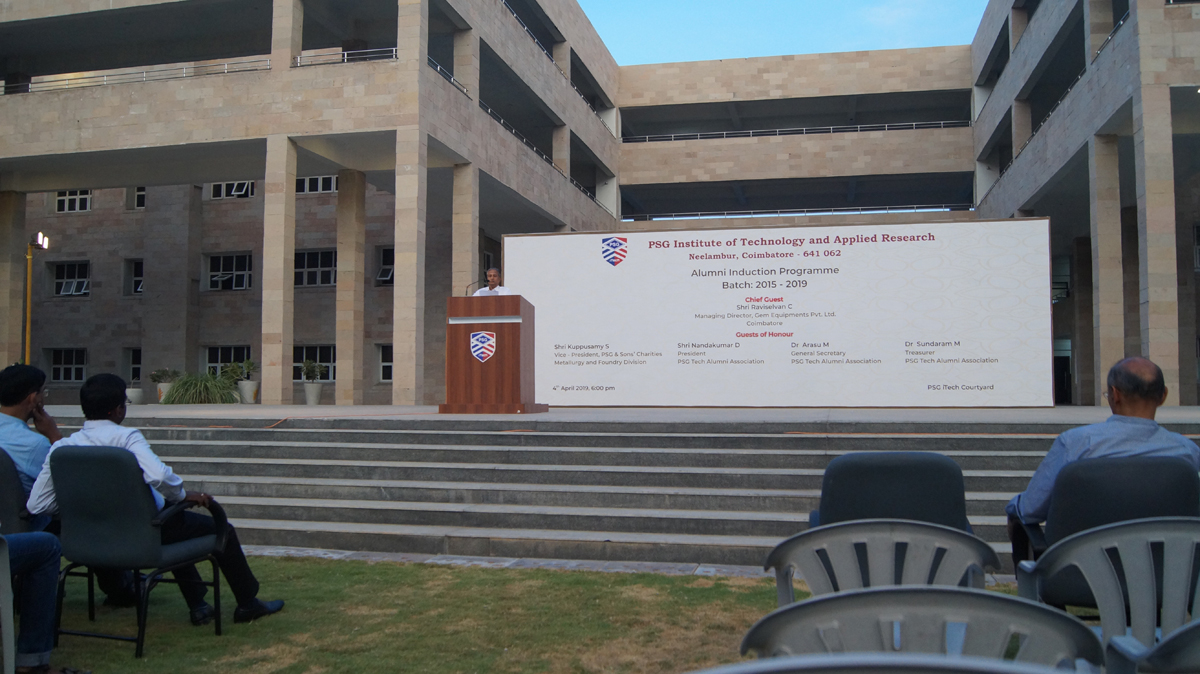 PSG
PSG Institute of Technology and Applied Research
Neelambur, Coimbatore - 641 062
Alumni Induction Programme
Batch: 2015 - 2019
Chief Guest
Shri Raviselvan C
Managing Director, Gem Equipments Pvt. Ltd.
Coimbatore
Guests of Honour
Shri Kuppusamy S
Vice - President, PSG & Sons' Charities
Metallurgy and Foundry Division
Shri Nandakumar D
President
PSG Tech Alumni Association
Dr Arasu M
General Secretary
PSG Tech Alumni Association
Dr Sundaram M
Treasurer
PSG Tech Alumni Association
4th April 2019, 6:00 pm
PSG iTech Courtyard
PSG